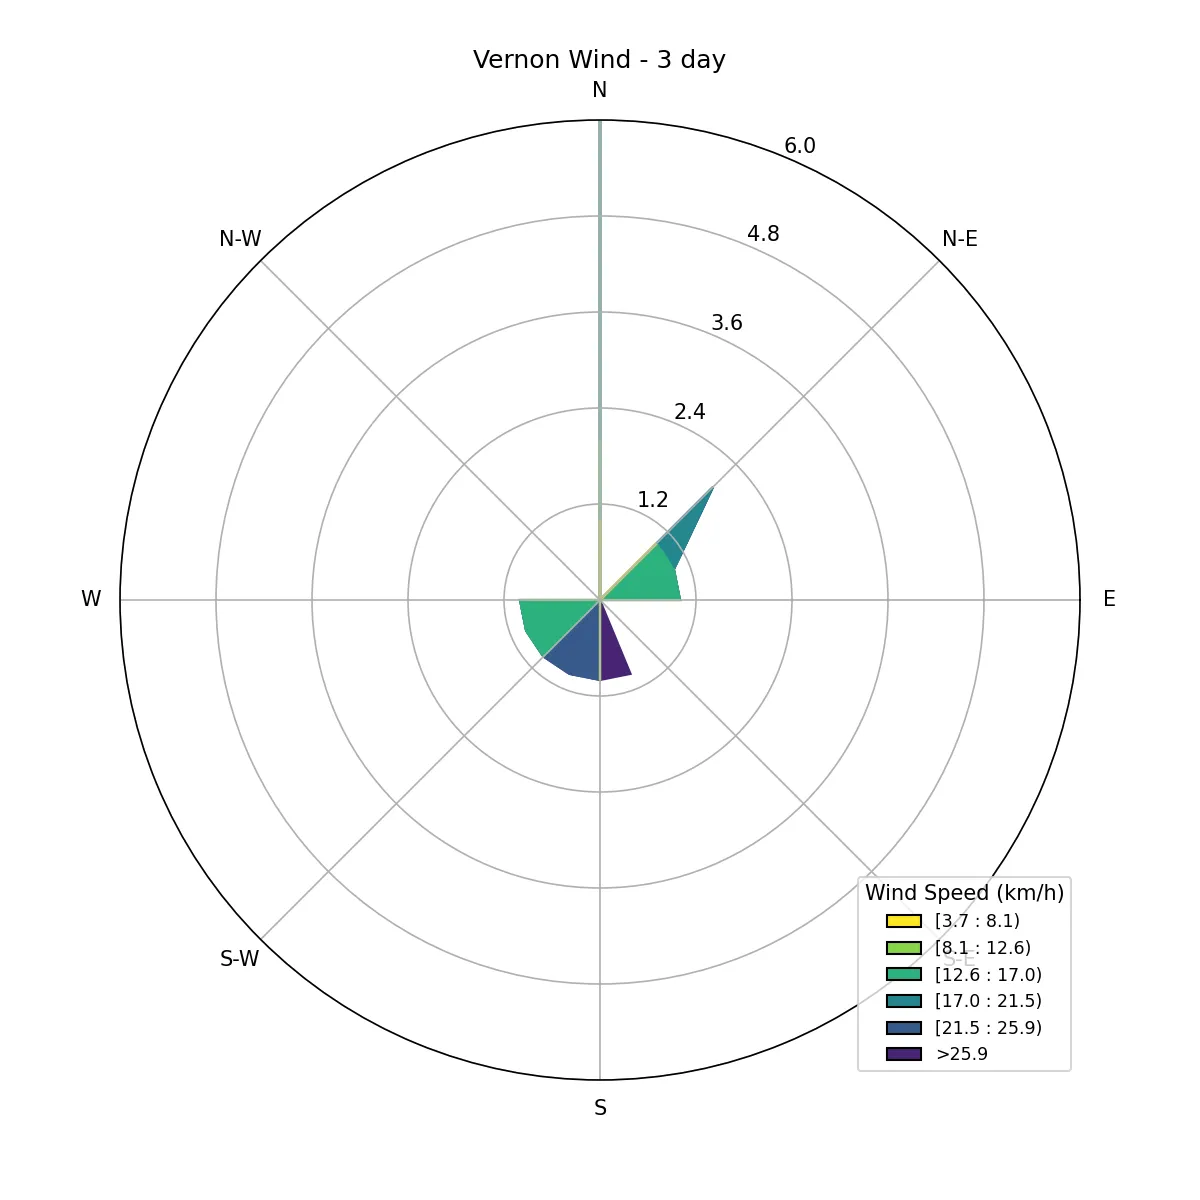 Vernon Wind - 3 day
N
6.0
N-W
4.8
N-E
3.6
2.4
1.2
W
E
S-W
S-E
S
Wind Speed (km/h)
[3.7 : 8.1)
[8.1 : 12.6)
[12.6 : 17.0)
[17.0 : 21.5)
[21.5 : 25.9)
>25.9